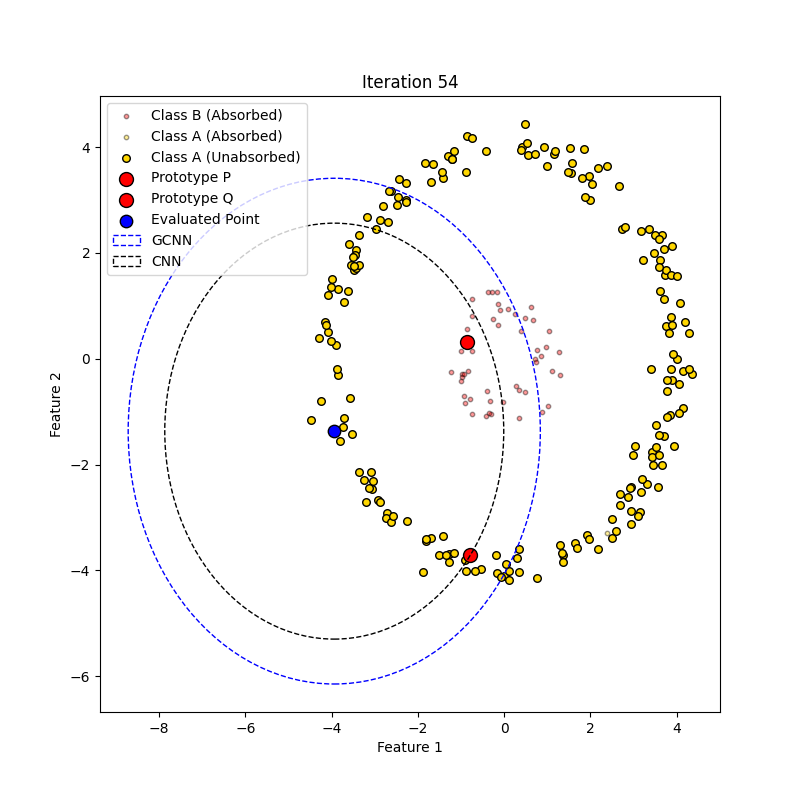 Iteration 54
Class B (Absorbed)
Class A (Absorbed)
Class A (Unabsorbed)
Prototype P
Prototype Q
Evaluated Point
GCNN
CNN
4
2
0
−2
−4
−6
Feature 2
−8
−6
−4
−2
0
2
4
Feature 1